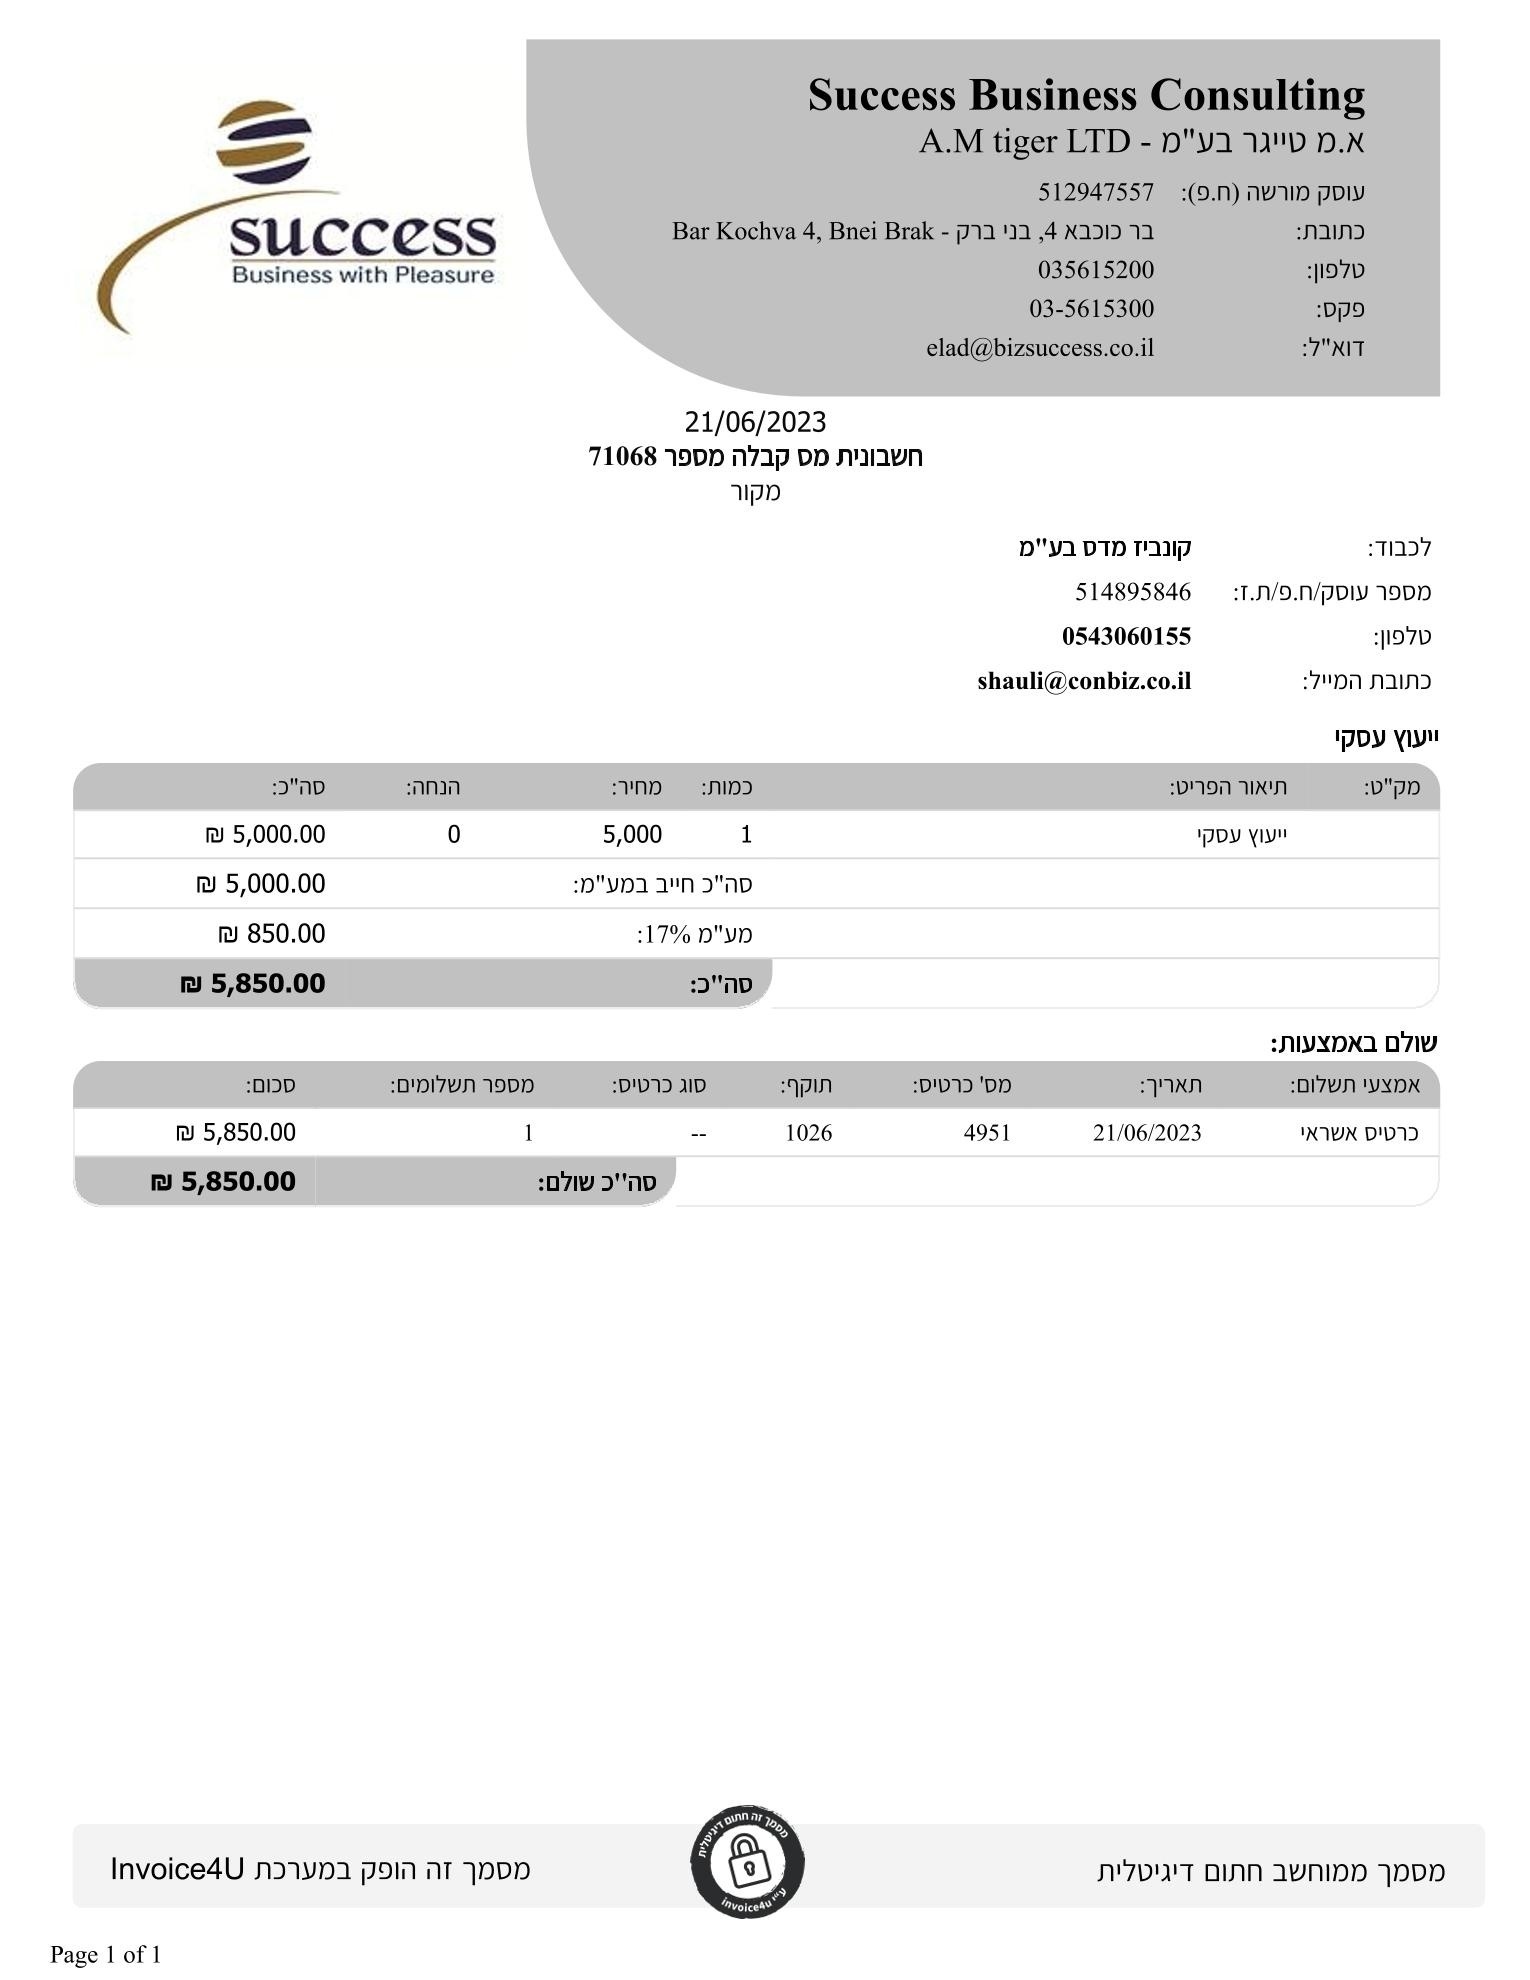 success
Business with Pleasure
Success Business Consulting
א.מ טייגר בע"מ - A.M tiger LTD
עוסק מורשה (ח.פ): 512947557
כתובת: בר כוכבא 4, בני ברק - Bar Kochva 4, Bnei Brak
טלפון: 035615200
פקס: 03-5615300
דוא"ל: elad@bizsuccess.co.il
21/06/2023
חשבונית מס קבלה מספר 71068
מקור
לכבוד: קונביז מדס בע"מ
מספר עוסק/ח.פ/ת.ז: 514895846
טלפון: 0543060155
כתובת המייל: shauli@conbiz.co.il
ייעוץ עסקי
מק"ט: תיאור הפריט: כמות: מחיר: הנחה: סה"כ:
ייעוץ עסקי 1 5,000 0 5,000.00 ₪
סה"כ חייב במע"מ: 5,000.00 ₪
מע"מ 17%: 850.00 ₪
סה"כ: 5,850.00 ₪
שולם באמצעות:
אמצעי תשלום: תאריך: מס' כרטיס: תוקף: סוג כרטיס: מספר תשלומים: סכום:
כרטיס אשראי 21/06/2023 4951 1026 -- 1 5,850.00 ₪
סה''כ שולם: 5,850.00 ₪
מסמך ממוחשב חתום דיגיטלית
מסמך זה חתום דיגיטלית
ע"י invoice4u
מסמך זה הופק במערכת Invoice4U
Page 1 of 1